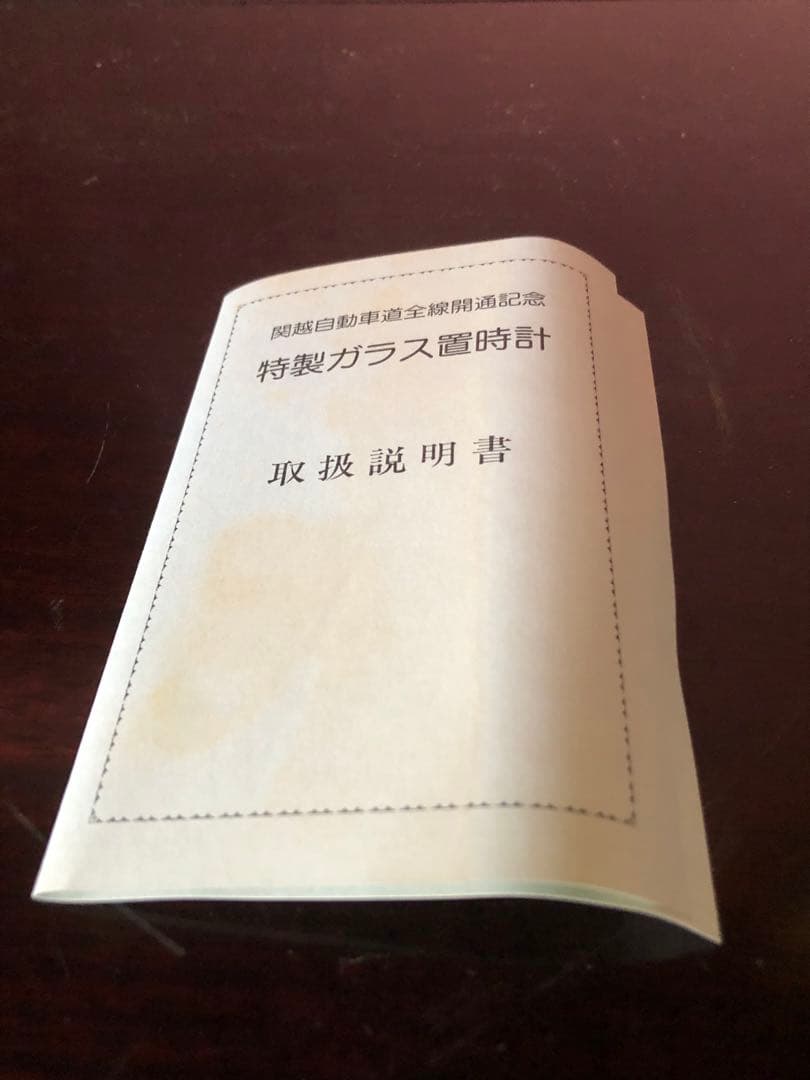 関越自動車道全線開通記念
特製ガラス置時計
取扱説明書